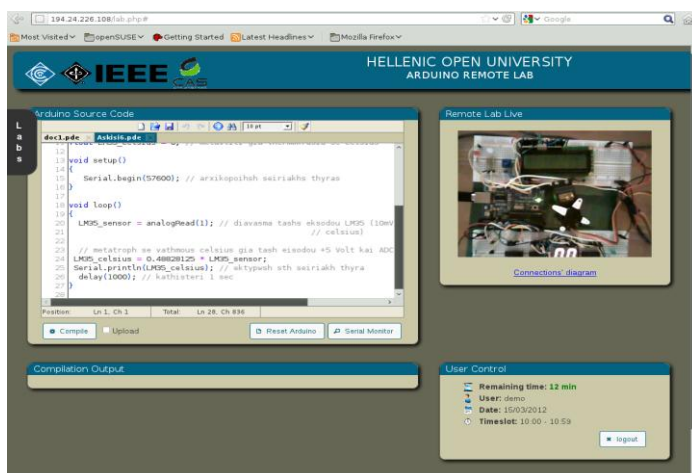 194.24.226.108/lab.php#
Google
Most Visited openSUSE Getting Started Latest Headlines Mozilla Firefox
IEEE CAS
HELLENIC OPEN UNIVERSITY
ARDUINO REMOTE LAB
Labs
Arduino Source Code
10 pt
doc1.pde Askisi6.pde
12
13 void setup()
14 {
15 Serial.begin(57600); // arxikopoihsh seiriakhs thyras
16 }
17
18 void loop()
19 {
20 LM35_sensor = analogRead(1); // diavasma tashs eksodou LM35 (10mV
21 // celsius)
22
23 // metatroph se vathmous celsius gia tash eisodou +5 Volt kai ADC
24 LM35_celsius = 0.48828125 * LM35_sensor;
25 Serial.println(LM35_celsius); // ektypwsh sth seiriakh thyra
26 delay(1000); // kathisteri 1 sec
27 }
28
Position: Ln 1, Ch 1 Total: Ln 28, Ch 836
Compile Upload Reset Arduino Serial Monitor
Compilation Output
Remote Lab Live
Connections' diagram
User Control
Remaining time: 12 min
User: demo
Date: 15/03/2012
Timeslot: 10:00 - 10:59
logout